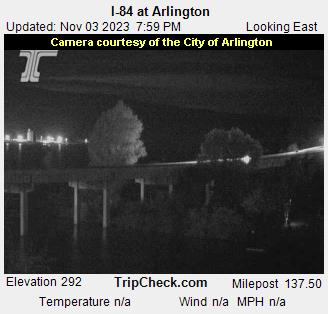 I-84 at Arlington
Updated: Nov 03 2023 7:59 PM Looking East
Camera courtesy of the City of Arlington
Elevation 292 TripCheck.com Milepost 137.50
Temperature n/a Wind n/a MPH n/a